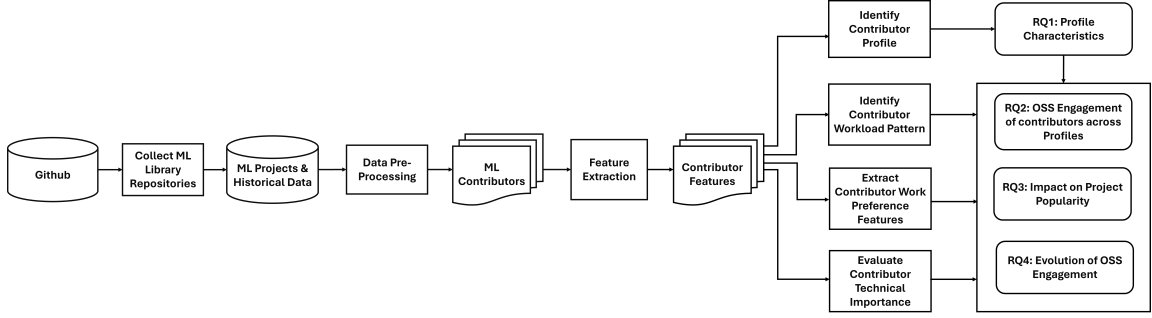 Github
Collect ML
Library
Repositories
ML Projects &
Historical Data
Data Pre-
Processing
ML
Contributors
Feature
Extraction
Contributor
Features
Identify
Contributor
Profile
RQ1: Profile
Characteristics
Identify
Contributor
Workload Pattern
RQ2: OSS Engagement
of contributors across
Profiles
Extract
Contributor Work
Preference
Features
RQ3: Impact on Project
Popularity
Evaluate
Contributor
Technical
Importance
RQ4: Evolution of OSS
Engagement